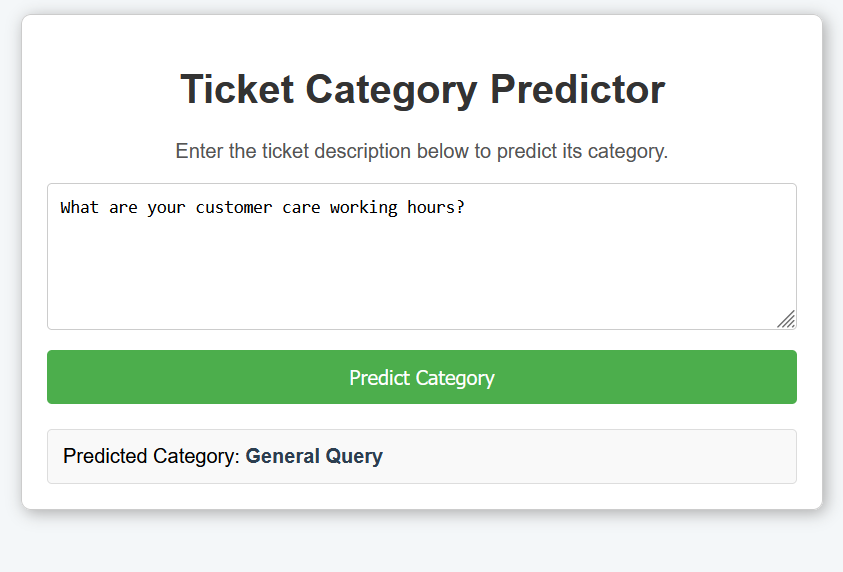 Ticket Category Predictor
Enter the ticket description below to predict its category.
What are your customer care working hours?
Predict Category
Predicted Category: General Query